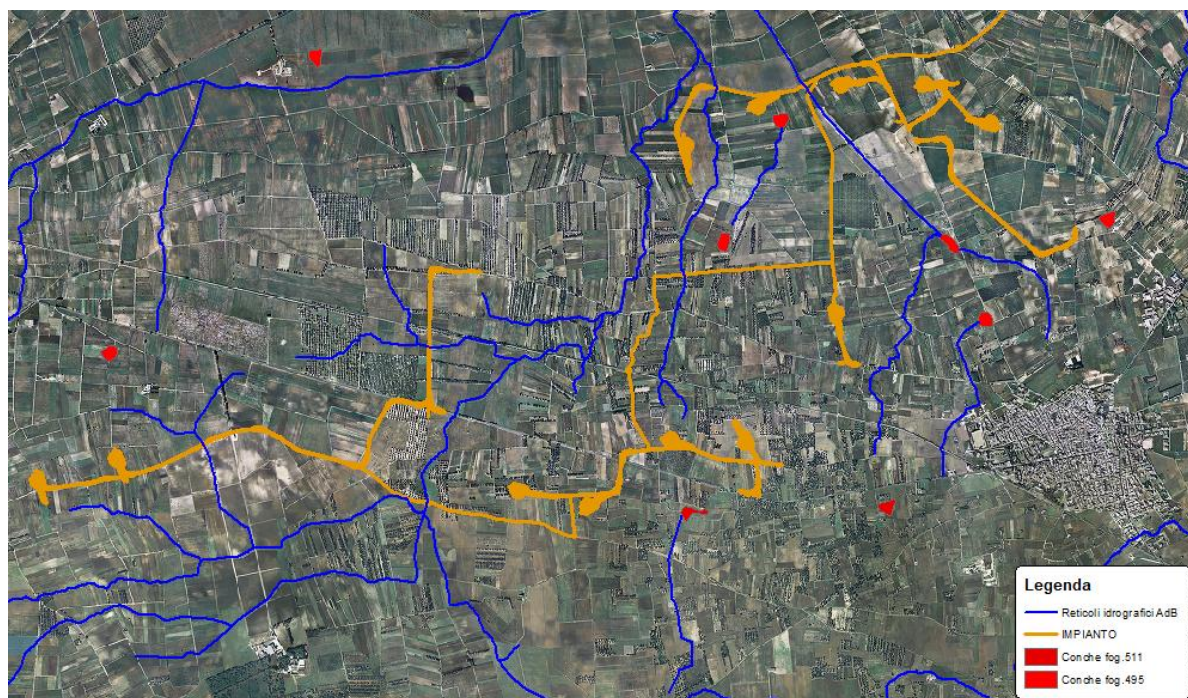 Legenda
Reticoli idrografici AdB
IMPIANTO
Conche fog.511
Conche fog.495